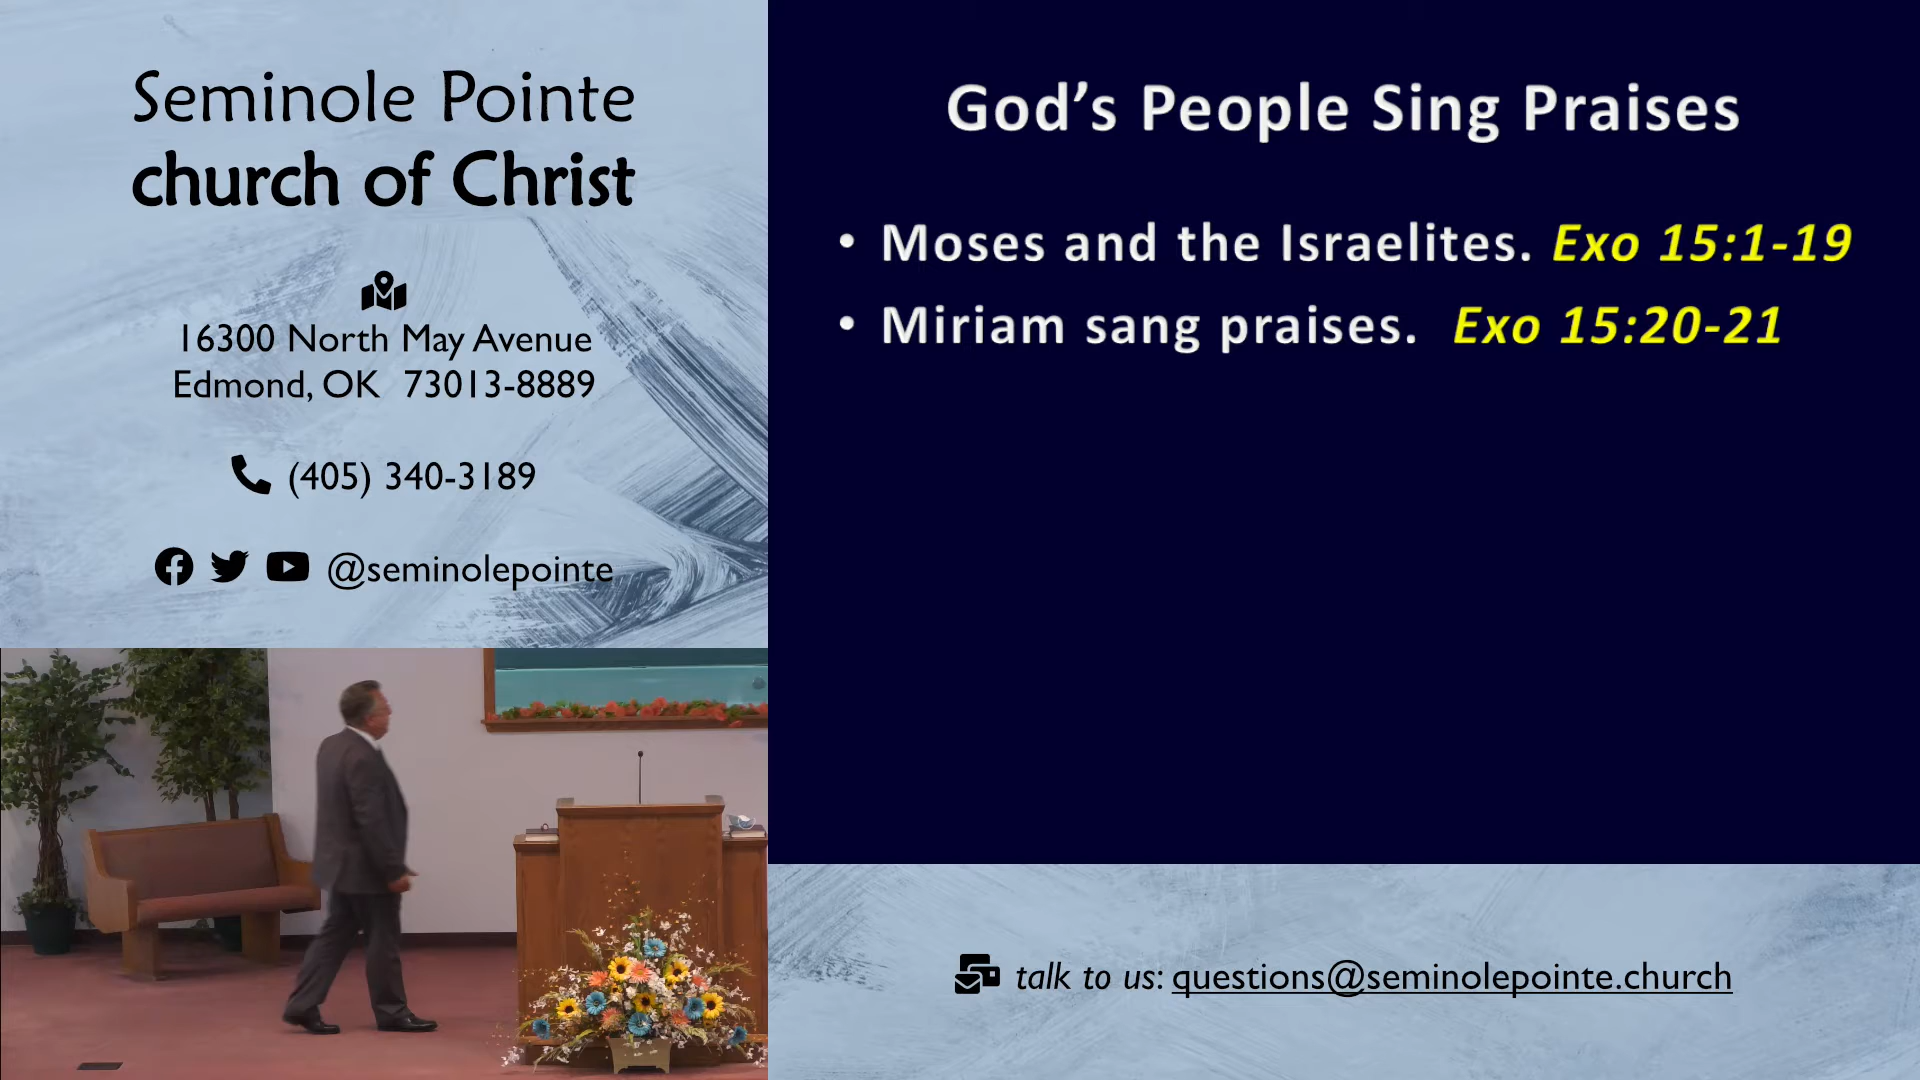 Seminole Pointe
church of Christ
16300 North May Avenue
Edmond, OK 73013-8889
(405) 340-3189
@seminolepointe
God’s People Sing Praises
• Moses and the Israelites. Exo 15:1-19
• Miriam sang praises. Exo 15:20-21
talk to us: questions@seminolepointe.church